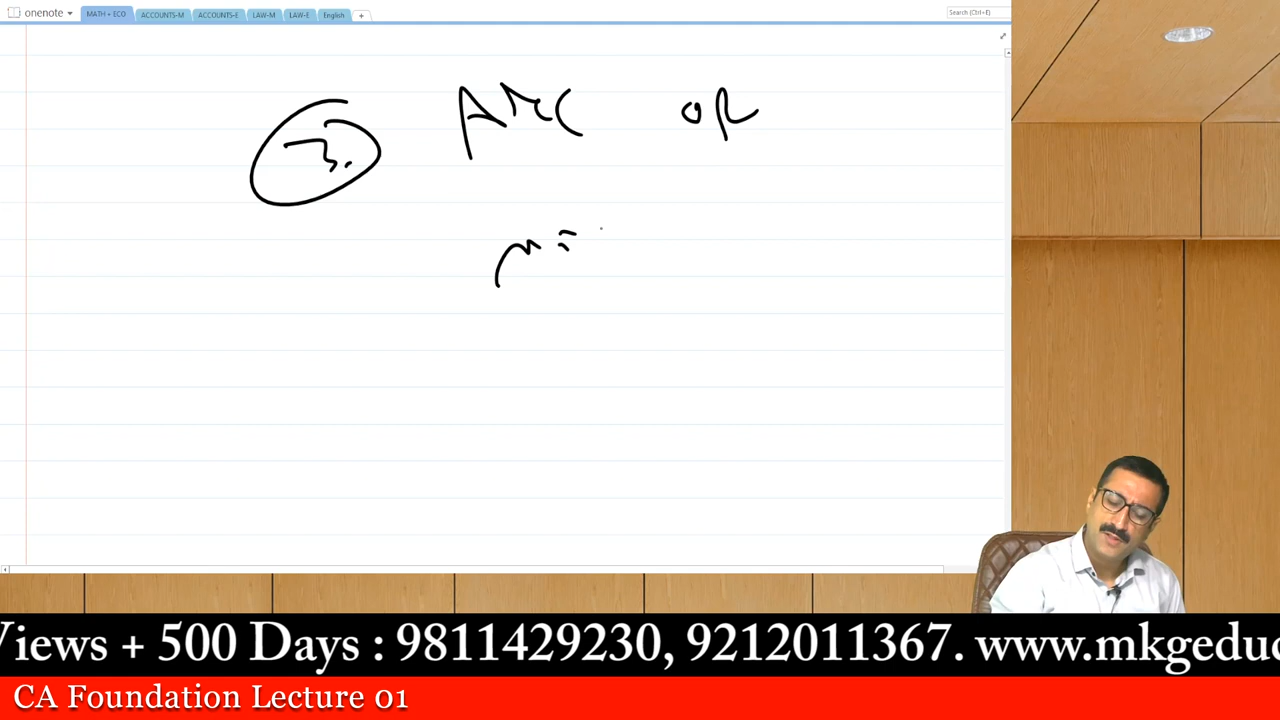 onenote MATH + ECO ACCOUNTS-M ACCOUNTS-E LAW-M LAW-E English + Search (Ctrl+E)
3. or
=
Views + 500 Days : 9811429230, 9212011367. www.mkgeduc
CA Foundation Lecture 01